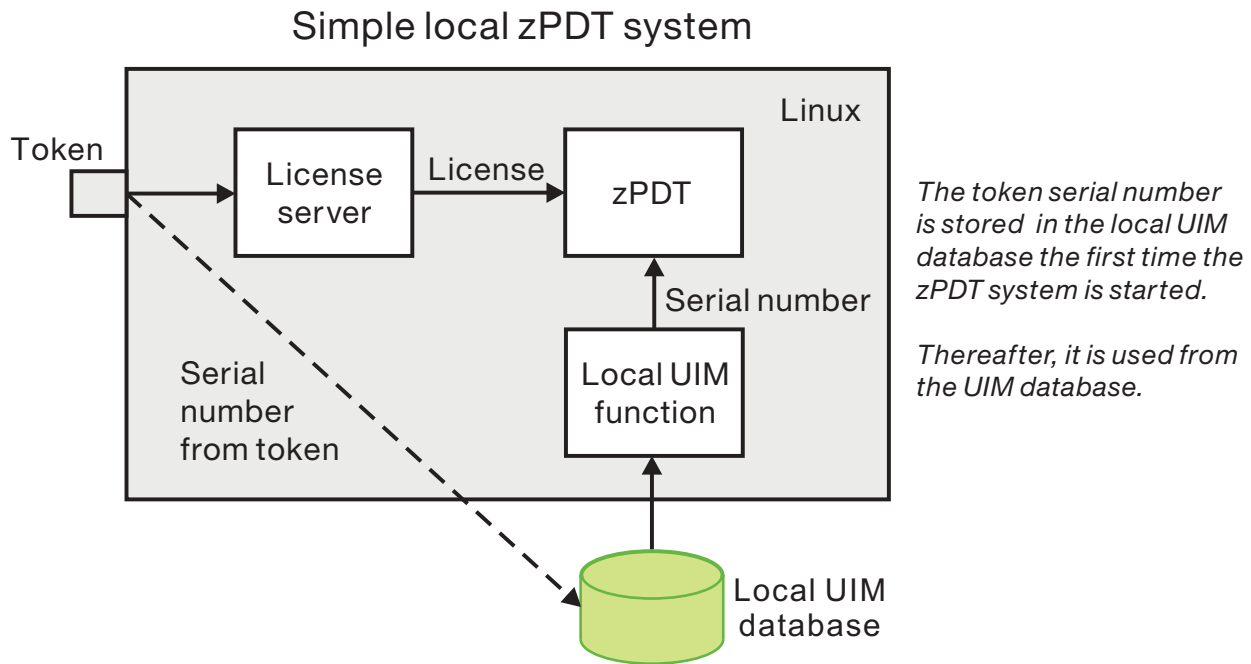 Simple local zPDT system
Linux
Token
License
server
License
zPDT
Serial number
Local UIM
function
Serial
number
from token
Local UIM
database
The token serial number
is stored in the local UIM
database the first time the
zPDT system is started.
Thereafter, it is used from
the UIM database.